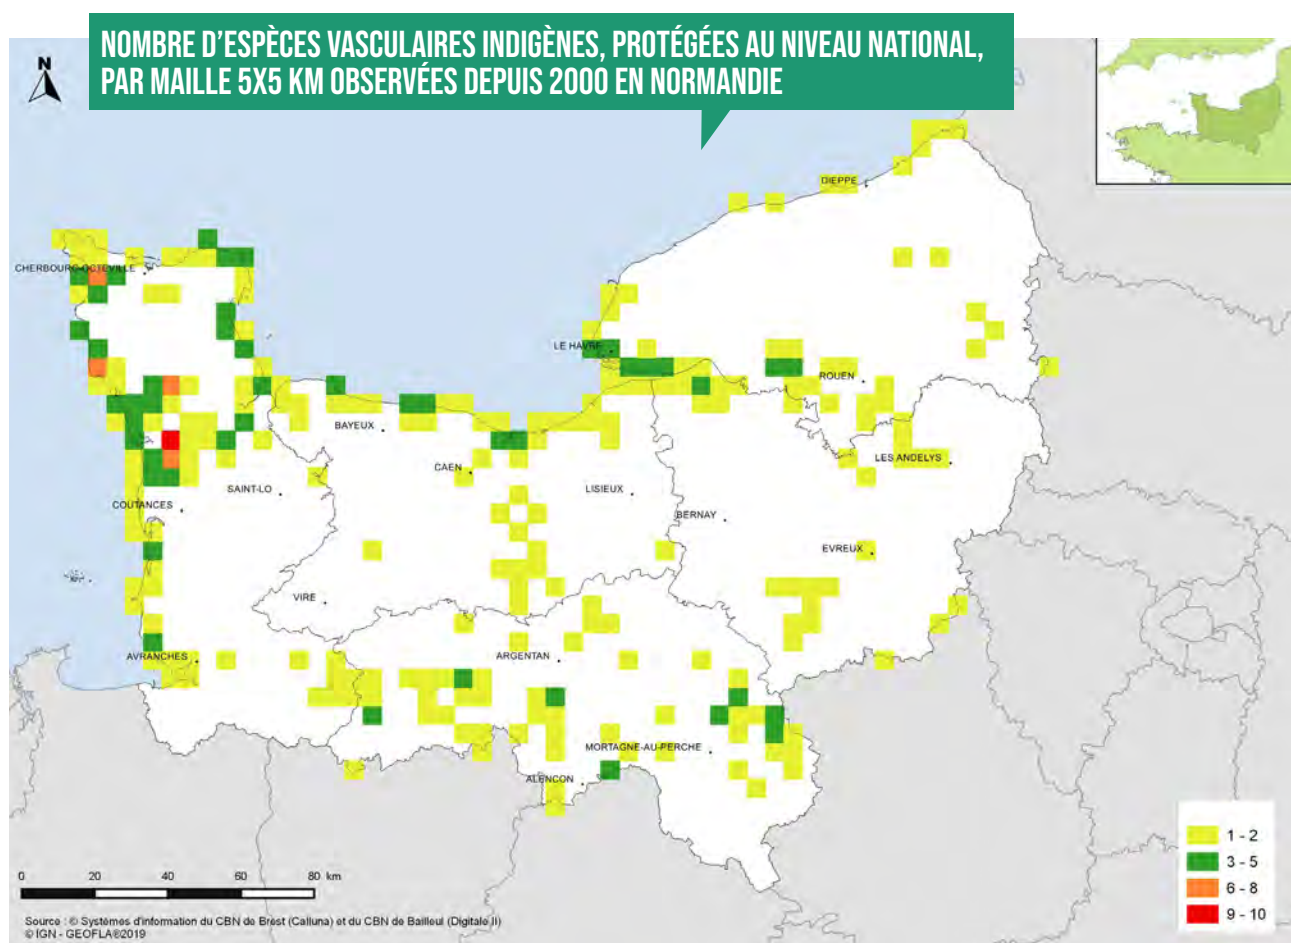 NOMBRE D'ESPÈCES VASCULAIRES INDIGÈNES, PROTÉGÉES AU NIVEAU NATIONAL,
PAR MAILLE 5X5 KM OBSERVÉES DEPUIS 2000 EN NORMANDIE
N
DIEPPE
CHERBOURG-OCTEVILLE
LE HAVRE
ROUEN
BAYEUX
CAEN
LES ANDELYS
SAINT-LO
LISIEUX
COUTANCES
BERNAY
EVREUX
VIRE
AVRANCHES
ARGENTAN
MORTAGNE-AU-PERCHE
ALENCON
1 - 2
3 - 5
6 - 8
9 - 10
0 20 40 60 80 km
Source : © Systèmes d'information du CBN de Brest (Calluna) et du CBN de Bailleul (Digitale II)
© IGN - GEOFLA®2019